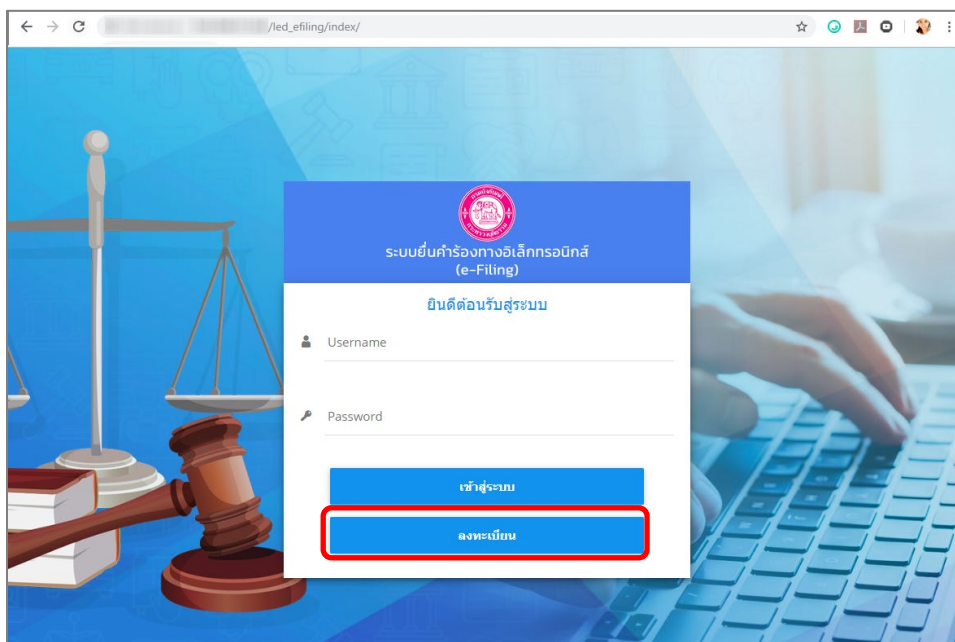 /led_efiling/index/
ระบบยื่นคำร้องทางอิเล็กทรอนิกส์
(e-Filing)
ยินดีต้อนรับสู่ระบบ
Username
Password
เข้าสู่ระบบ
ลงทะเบียน